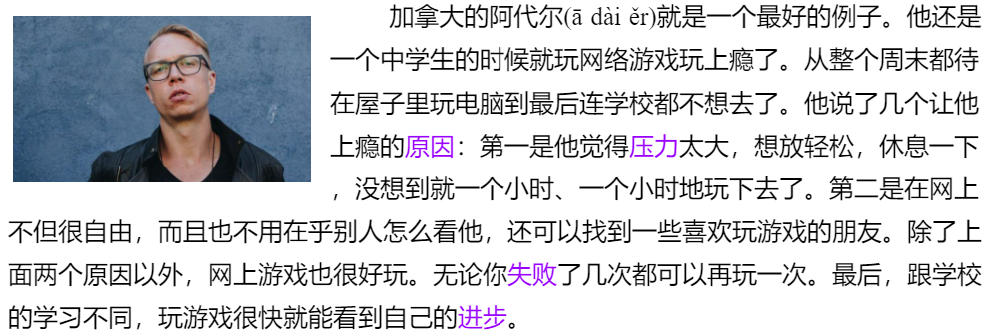 加拿大的阿代尔(ā dài ěr)就是一个最好的例子。他还是
一个中学生的时候就玩网络游戏玩上瘾了。从整个周末都待
在屋子里玩电脑到最后连学校都不想去了。他说了几个让他
上瘾的原因：第一是他觉得压力太大，想放轻松，休息一下
，没想到就一个小时、一个小时地玩下去了。第二是在网上
不但很自由，而且也不用在乎别人怎么看他，还可以找到一些喜欢玩游戏的朋友。除了上
面两个原因以外，网上游戏也很好玩。无论你失败了几次都可以再玩一次。最后，跟学校
的学习不同，玩游戏很快就能看到自己的进步。